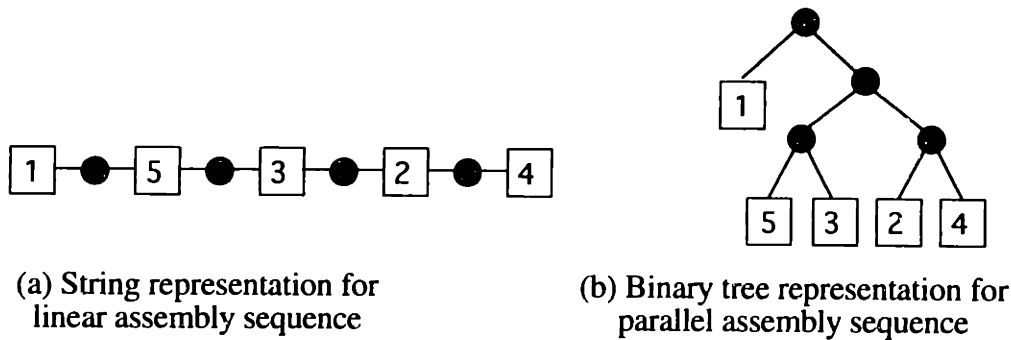 1 5 3 2 4
(a) String representation for
linear assembly sequence
1
5 3 2 4
(b) Binary tree representation for
parallel assembly sequence